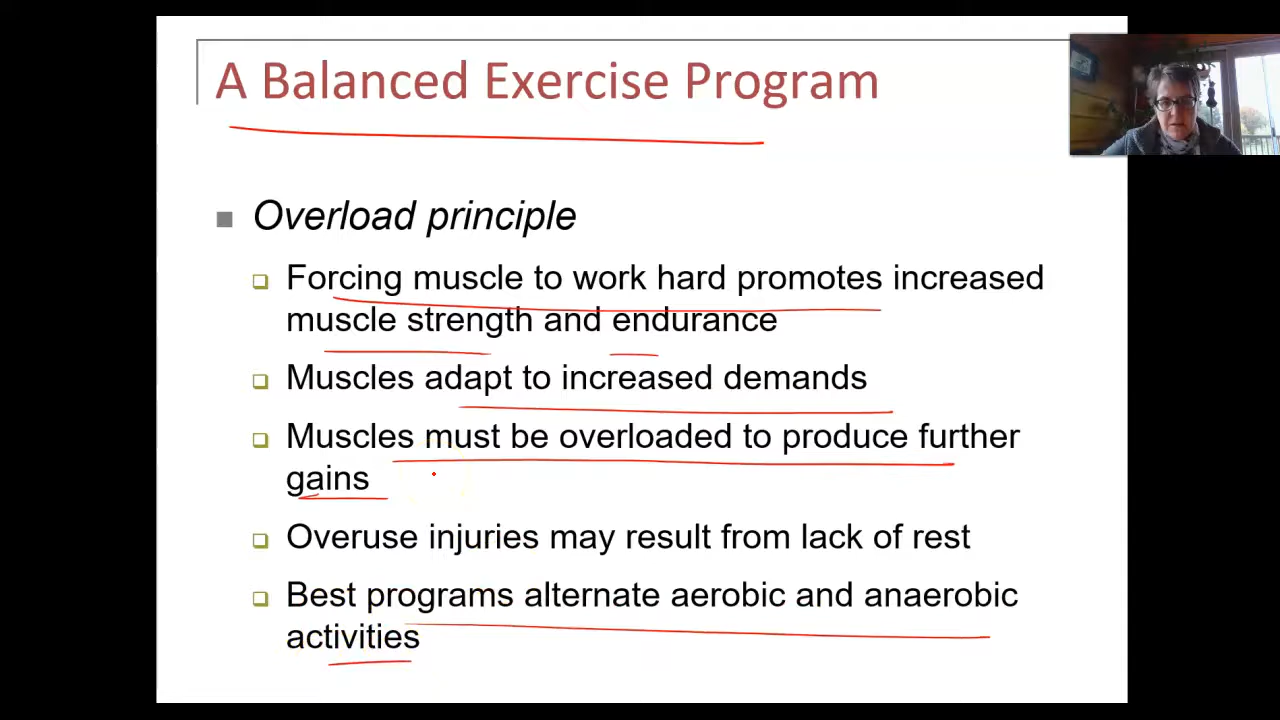 A Balanced Exercise Program
Overload principle
Forcing muscle to work hard promotes increased
muscle strength and endurance
Muscles adapt to increased demands
Muscles must be overloaded to produce further
gains
Overuse injuries may result from lack of rest
Best programs alternate aerobic and anaerobic
activities